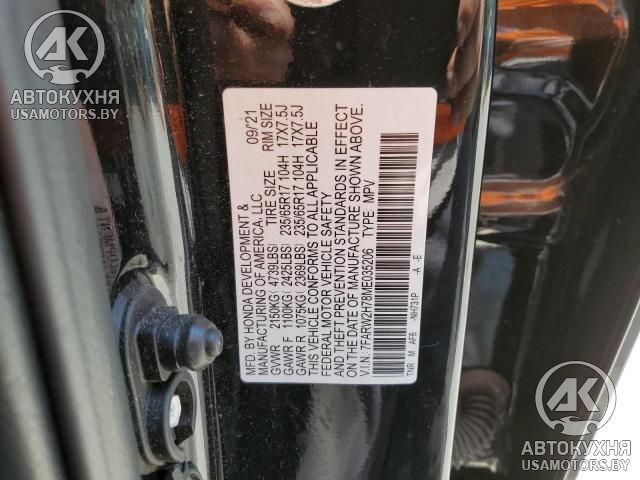 AK
АВТОКУХНЯ
USAMOTORS.BY
MFD. BY HONDA DEVELOPMENT & 09/21
MANUFACTURING OF AMERICA, LLC
GVWR 2150KG(4739LBS) TIRE SIZE RIM SIZE
GAWR F 1100KG(2425LBS) 235/65R17 104H 17X7.5J
GAWR R 1075KG(2369LBS) 235/65R17 104H 17X7.5J
THIS VEHICLE CONFORMS TO ALL APPLICABLE
FEDERAL MOTOR VEHICLE SAFETY
AND THEFT PREVENTION STANDARDS IN EFFECT
ON THE DATE OF MANUFACTURE SHOWN ABOVE.
V.I.N.:7FARW2H78ME035206 TYPE: MPV
TNR M AF6 -NH731P -A -E
AK
АВТОКУХНЯ
USAMOTORS.BY